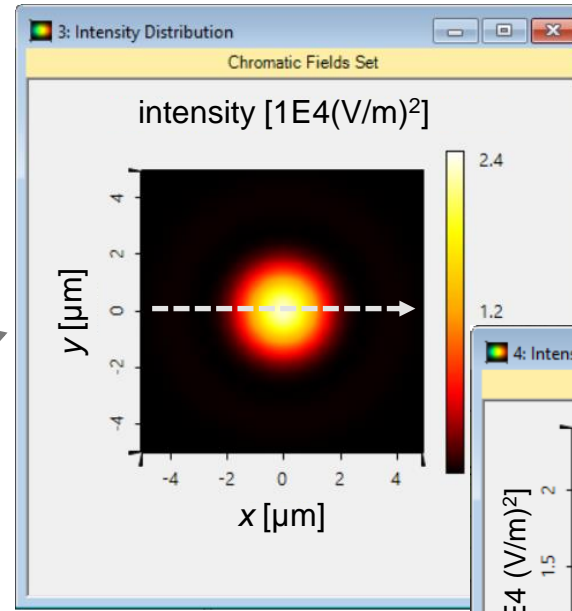 3: Intensity Distribution
Chromatic Fields Set
intensity [1E4(V/m)²]
2.4
1.2
4
2
0
-2
-4
y [µm]
-4 -2 0 2 4
x [µm]
4: Intens
2
1.5
E4 (V/m)²]